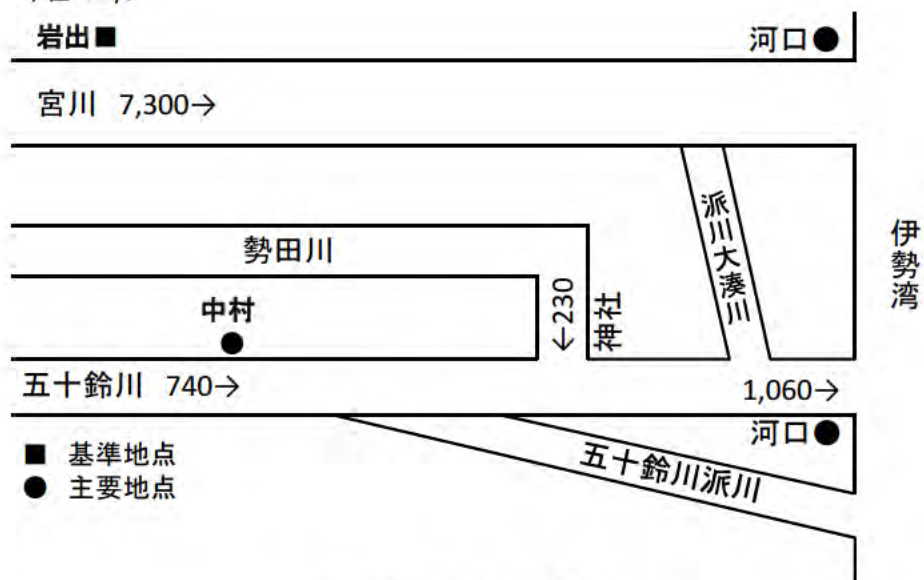 岩出■
河口●
宮川 7,300→
派川大湊川
伊勢湾
勢田川
中村
←230
神社
五十鈴川 740→
1,060→
河口●
五十鈴川派川
■ 基準地点
● 主要地点